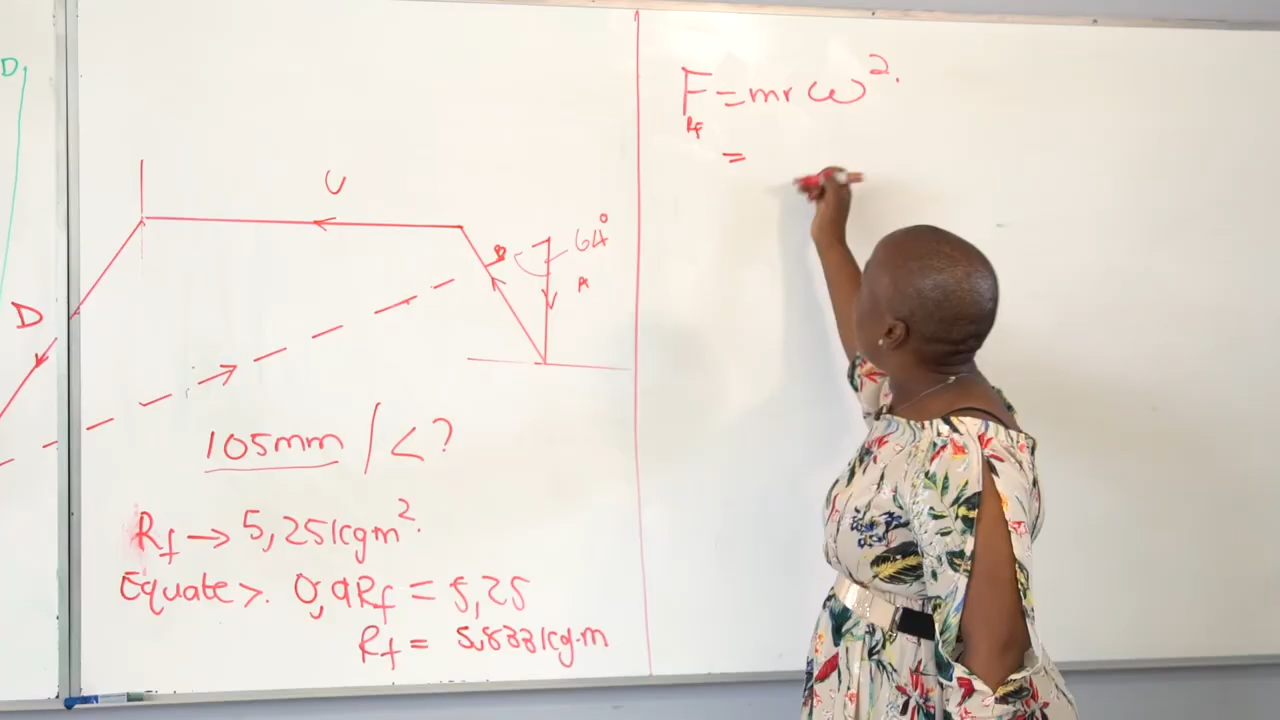 D
U
64°
A
D
105mm / <?
Rf → 5,25kgm².
Equate>. 0,9Rf = 5,25
Rf = 5,833kg.m
F = mrω².
Rf
=